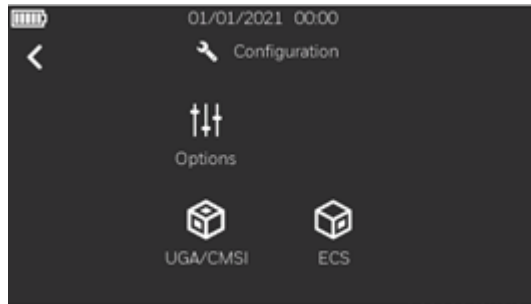 01/01/2021 00:00
Configuration
Options
UGA/CMSI
ECS